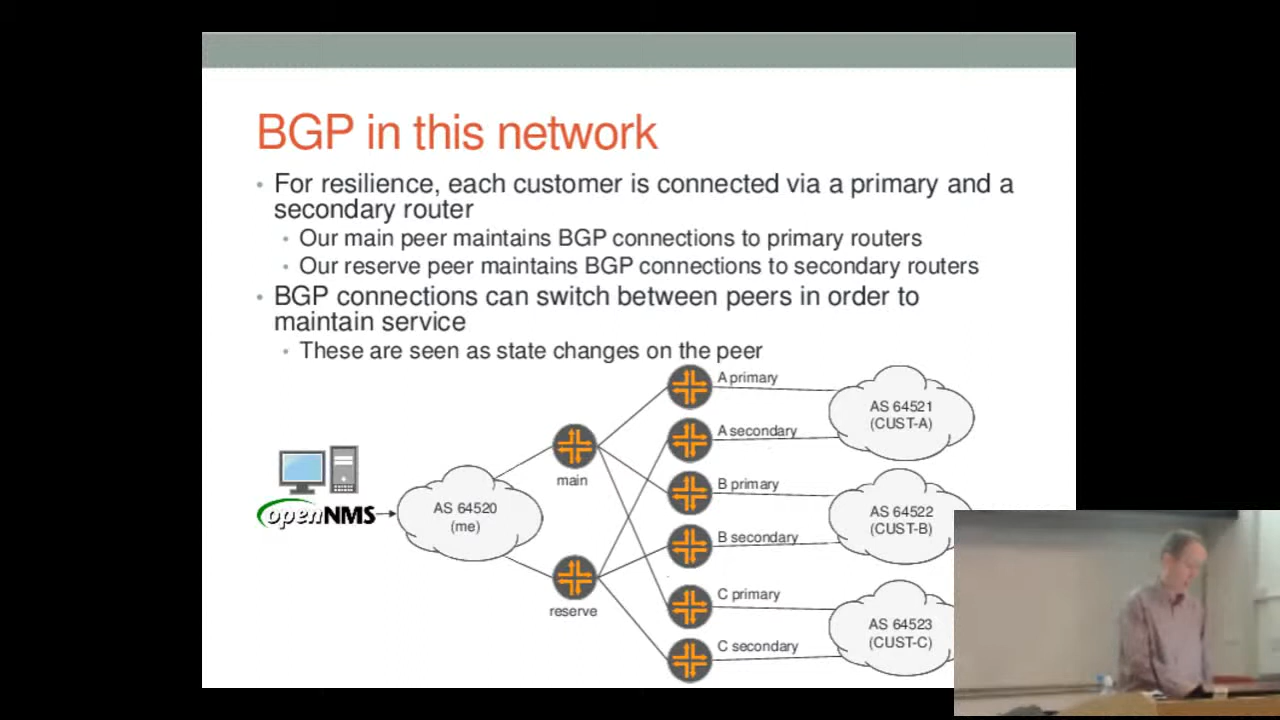 BGP in this network
• For resilience, each customer is connected via a primary and a
secondary router
• Our main peer maintains BGP connections to primary routers
• Our reserve peer maintains BGP connections to secondary routers
• BGP connections can switch between peers in order to
maintain service
• These are seen as state changes on the peer
A primary
AS 64521
(CUST-A)
A secondary
main
B primary
openNMS
AS 64520
(me)
AS 64522
(CUST-B)
B secondary
reserve
C primary
AS 64523
(CUST-C)
C secondary